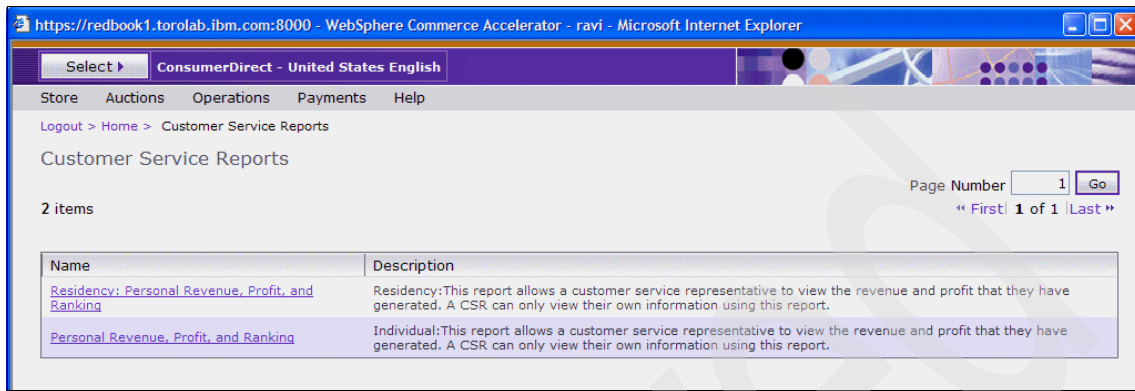 https://redbook1.torolab.ibm.com:8000 - WebSphere Commerce Accelerator - ravi - Microsoft Internet Explorer
Select ConsumerDirect - United States English
Store Auctions Operations Payments Help
Logout > Home > Customer Service Reports
Customer Service Reports
Page Number 1 Go
2 items
First 1 of 1 Last
Name Description
Residency: Personal Revenue, Profit, and
Ranking
Residency:This report allows a customer service representative to view the revenue and profit that they have
generated. A CSR can only view their own information using this report.
Personal Revenue, Profit, and Ranking
Individual:This report allows a customer service representative to view the revenue and profit that they have
generated. A CSR can only view their own information using this report.